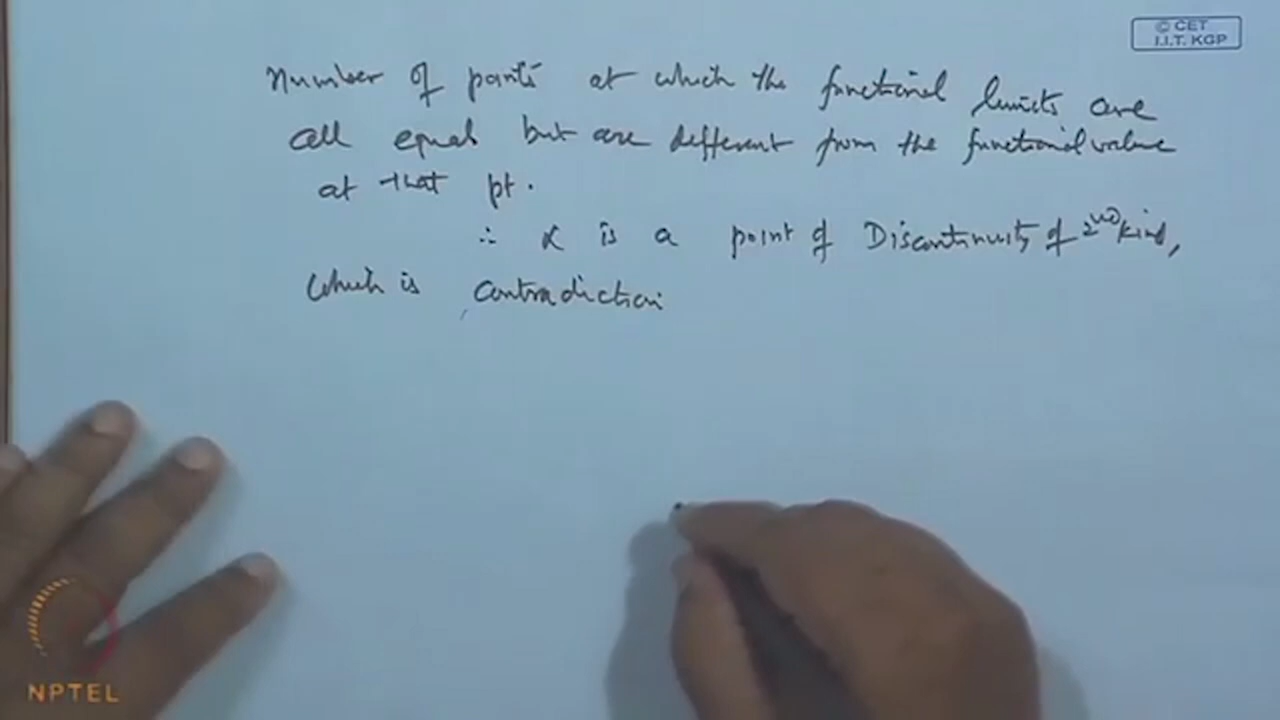 © CET
I.I.T. KGP
Number of points at which the functional limits are
all equal but are different from the functional value
at that pt.
∴ α is a point of Discontinuity of 2nd kind,
which is contradiction
NPTEL